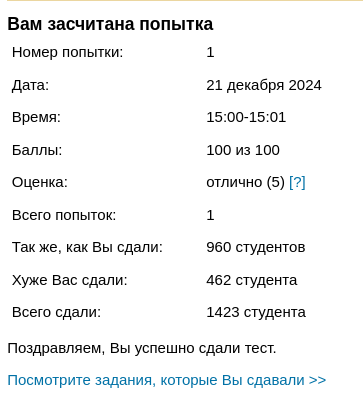 Вам засчитана попытка
Номер попытки: 1
Дата: 21 декабря 2024
Время: 15:00-15:01
Баллы: 100 из 100
Оценка: отлично (5) [?]
Всего попыток: 1
Так же, как Вы сдали: 960 студентов
Хуже Вас сдали: 462 студента
Всего сдали: 1423 студента
Поздравляем, Вы успешно сдали тест.
Посмотрите задания, которые Вы сдавали >>